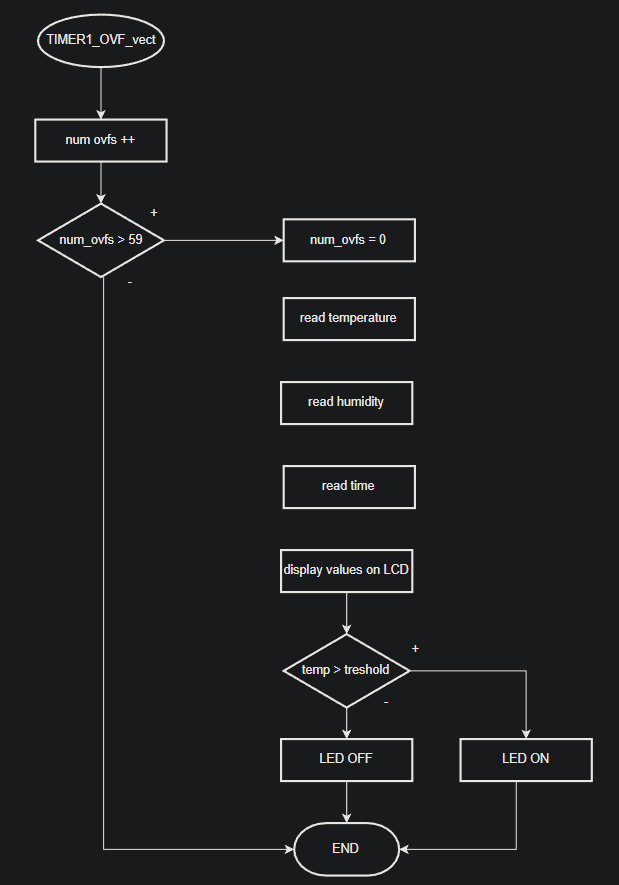 TIMER1_OVF_vect
num ovfs ++
+
num_ovfs > 59
num_ovfs = 0
-
read temperature
read humidity
read time
display values on LCD
+
temp > treshold
-
LED OFF
LED ON
END